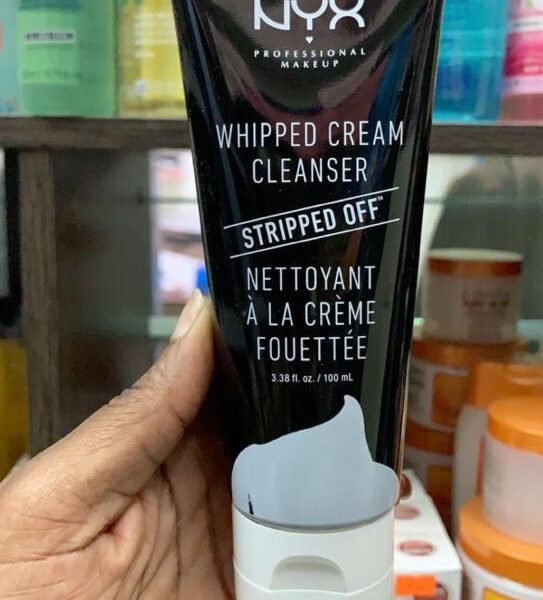 NYX
PROFESSIONAL
MAKEUP
WHIPPED CREAM
CLEANSER
STRIPPED OFF™
NETTOYANT
À LA CRÈME
FOUETTÉE
3.38 fl. oz. / 100 mL